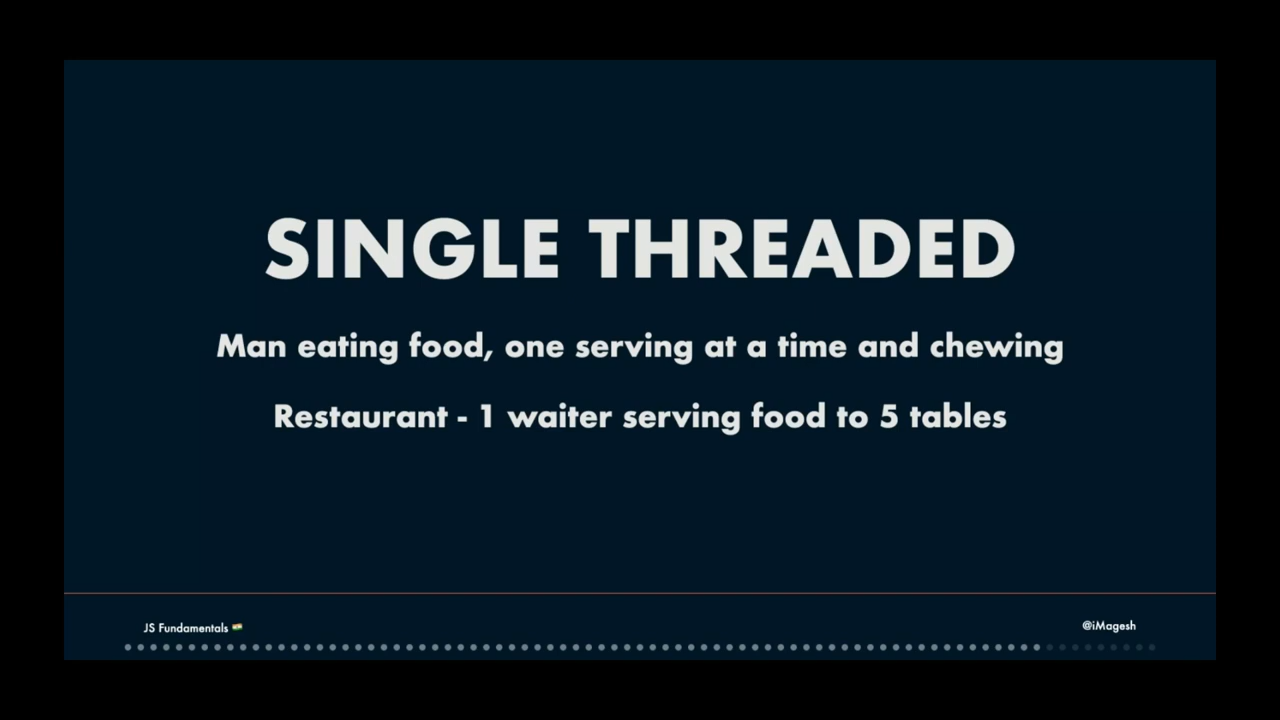 SINGLE THREADED
Man eating food, one serving at a time and chewing
Restaurant - 1 waiter serving food to 5 tables
JS Fundamentals 🇮🇳
@iMagesh